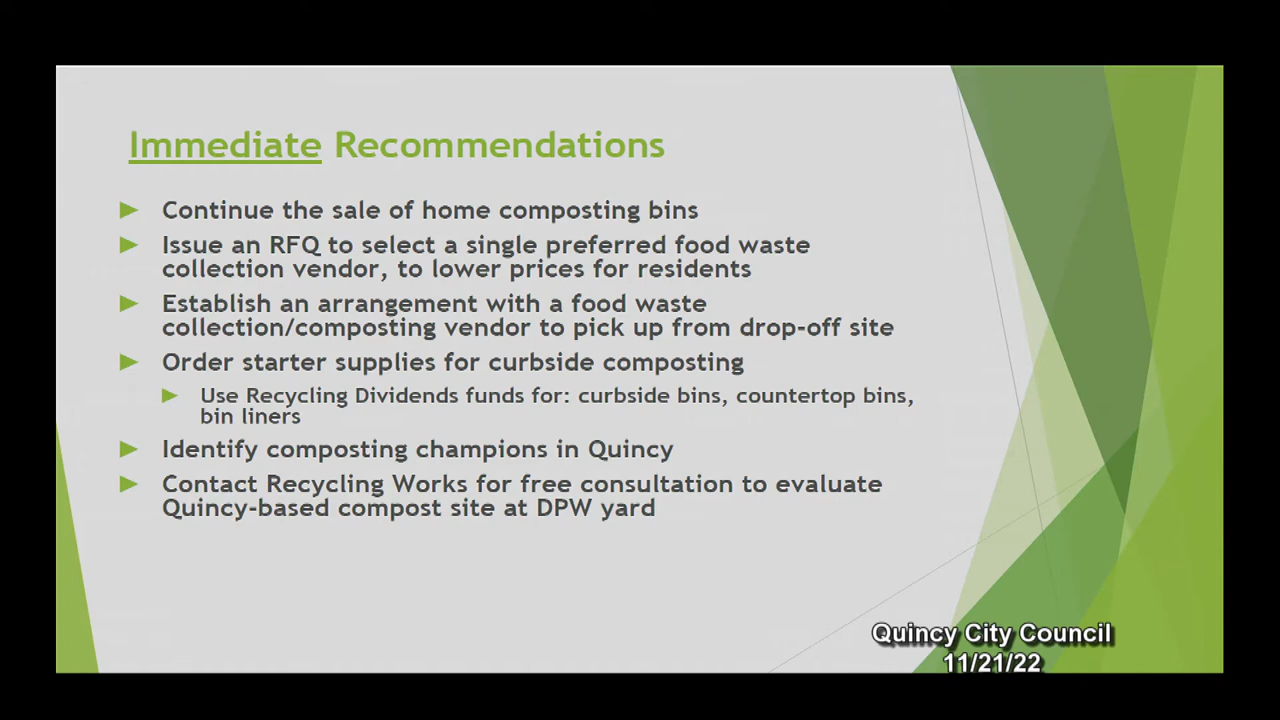 Immediate Recommendations
Continue the sale of home composting bins
Issue an RFQ to select a single preferred food waste
collection vendor, to lower prices for residents
Establish an arrangement with a food waste
collection/composting vendor to pick up from drop-off site
Order starter supplies for curbside composting
Use Recycling Dividends funds for: curbside bins, countertop bins,
bin liners
Identify composting champions in Quincy
Contact Recycling Works for free consultation to evaluate
Quincy-based compost site at DPW yard
Quincy City Council
11/21/22